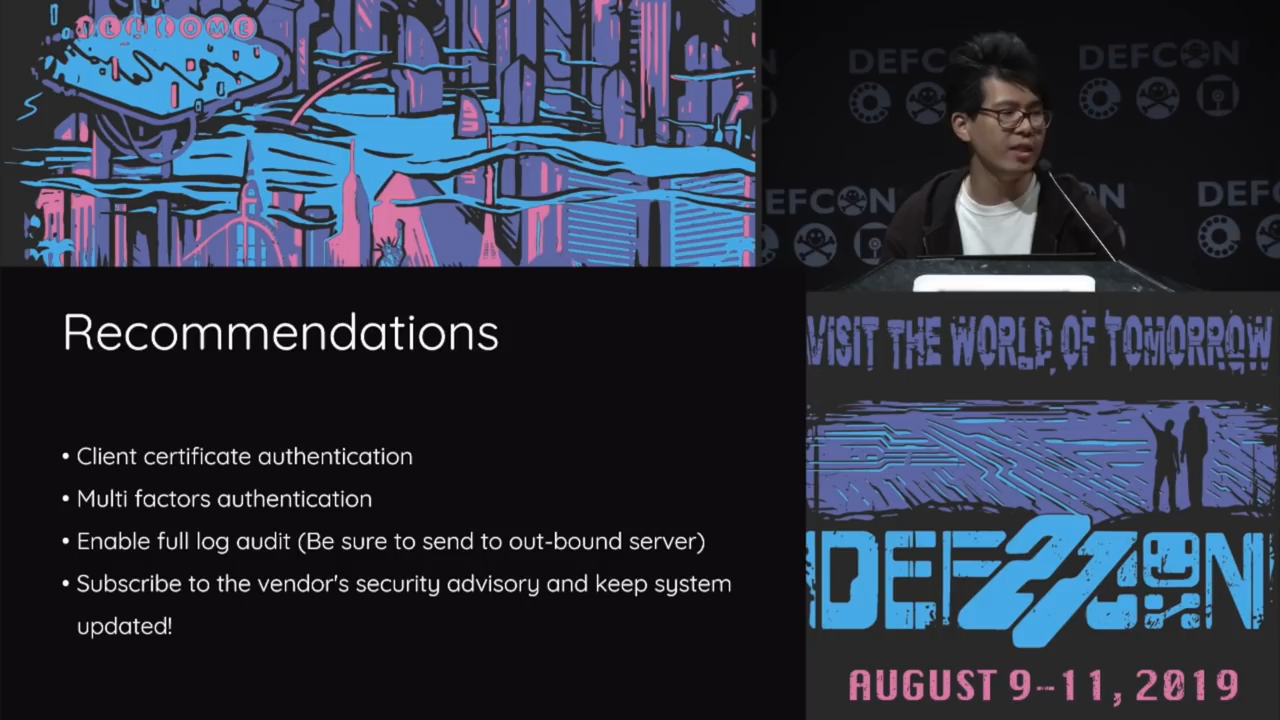 WELCOME
DEFCON
DEFCON
DEFCON
Recommendations
• Client certificate authentication
• Multi factors authentication
• Enable full log audit (Be sure to send to out-bound server)
• Subscribe to the vendor's security advisory and keep system
updated!
VISIT THE WORLD OF TOMORROW
DEFCON
27
AUGUST 9-11, 2019